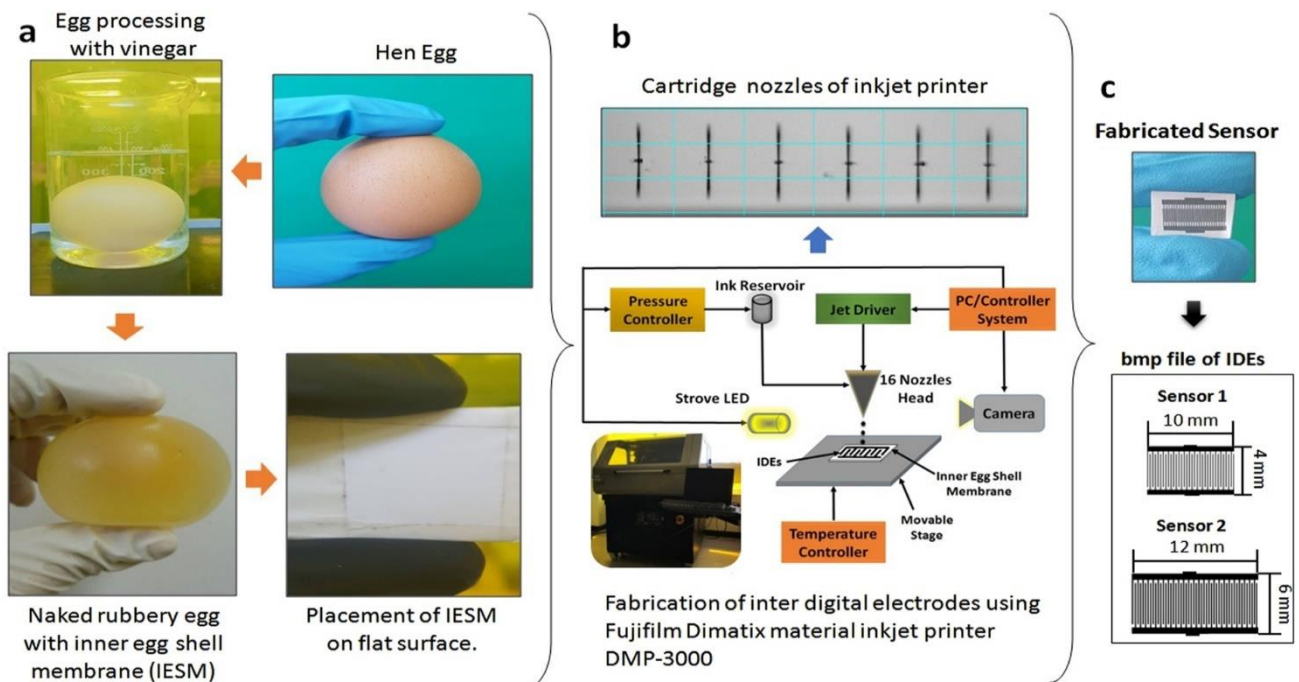 a
Egg processing
with vinegar
Hen Egg
Naked rubbery egg
with inner egg shell
membrane (IESM)
Placement of IESM
on flat surface.
b
Cartridge nozzles of inkjet printer
Ink Reservoir
Pressure
Controller
Jet Driver
PC/Controller
System
16 Nozzles
Head
Strove LED
Camera
IDEs
Inner Egg Shell
Membrane
Movable
Stage
Temperature
Controller
Fabrication of inter digital electrodes using
Fujifilm Dimatix material inkjet printer
DMP-3000
c
Fabricated Sensor
bmp file of IDEs
Sensor 1
10 mm
4 mm
Sensor 2
12 mm
6 mm